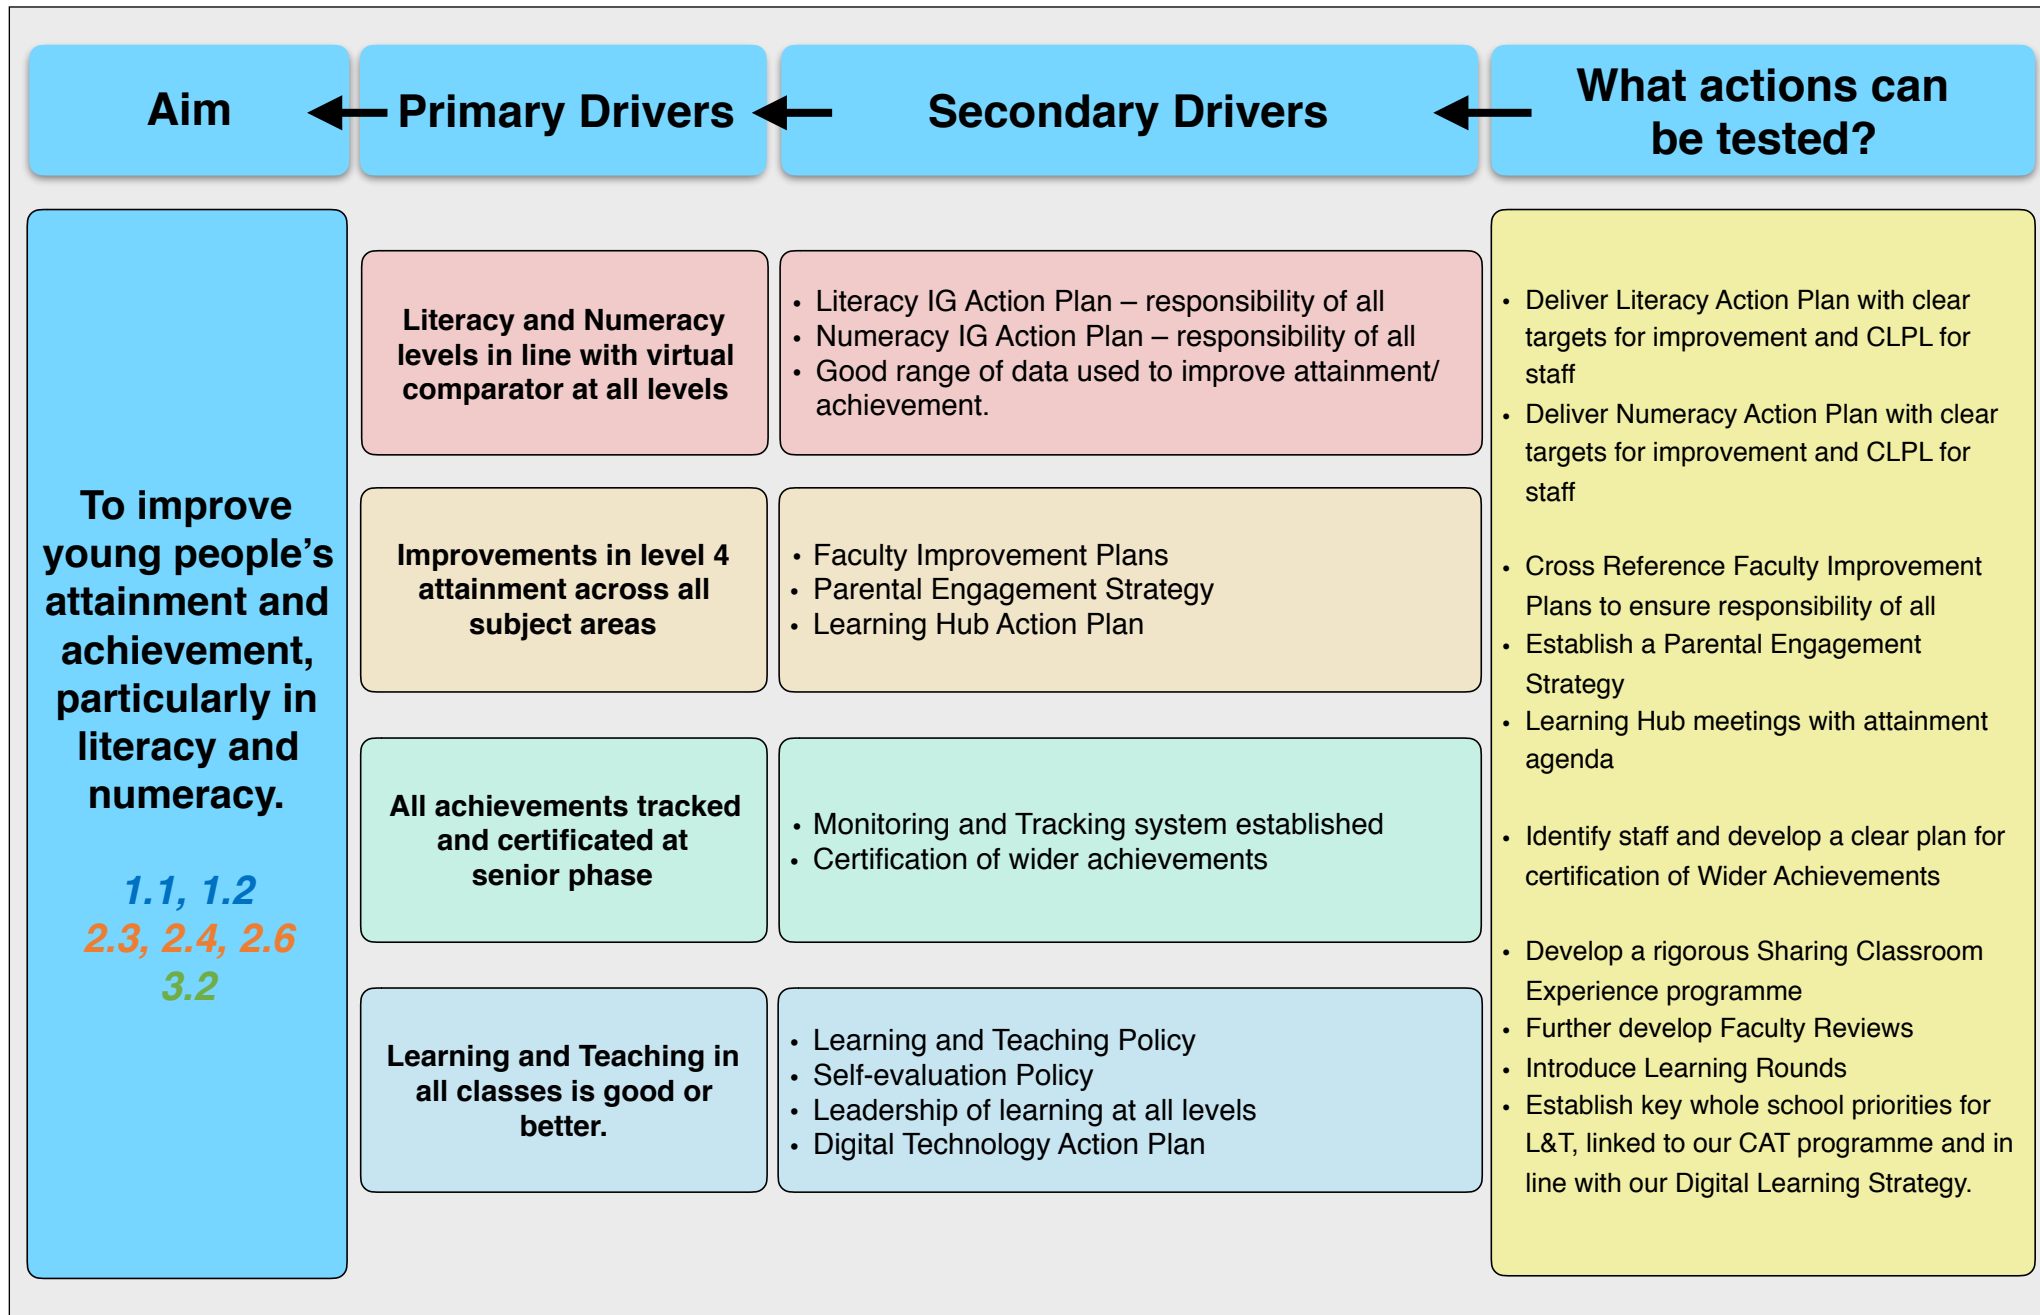 Aim
Primary Drivers
Secondary Drivers
What actions can
be tested?
To improve
young people’s
attainment and
achievement,
particularly in
literacy and
numeracy.
1.1, 1.2
2.3, 2.4, 2.6
3.2
Literacy and Numeracy
levels in line with virtual
comparator at all levels
• Literacy IG Action Plan – responsibility of all
• Numeracy IG Action Plan – responsibility of all
• Good range of data used to improve attainment/
achievement.
Improvements in level 4
attainment across all
subject areas
• Faculty Improvement Plans
• Parental Engagement Strategy
• Learning Hub Action Plan
All achievements tracked
and certificated at
senior phase
• Monitoring and Tracking system established
• Certification of wider achievements
Learning and Teaching in
all classes is good or
better.
• Learning and Teaching Policy
• Self-evaluation Policy
• Leadership of learning at all levels
• Digital Technology Action Plan
• Deliver Literacy Action Plan with clear
targets for improvement and CLPL for
staff
• Deliver Numeracy Action Plan with clear
targets for improvement and CLPL for
staff
• Cross Reference Faculty Improvement
Plans to ensure responsibility of all
• Establish a Parental Engagement
Strategy
• Learning Hub meetings with attainment
agenda
• Identify staff and develop a clear plan for
certification of Wider Achievements
• Develop a rigorous Sharing Classroom
Experience programme
• Further develop Faculty Reviews
• Introduce Learning Rounds
• Establish key whole school priorities for
L&T, linked to our CAT programme and in
line with our Digital Learning Strategy.